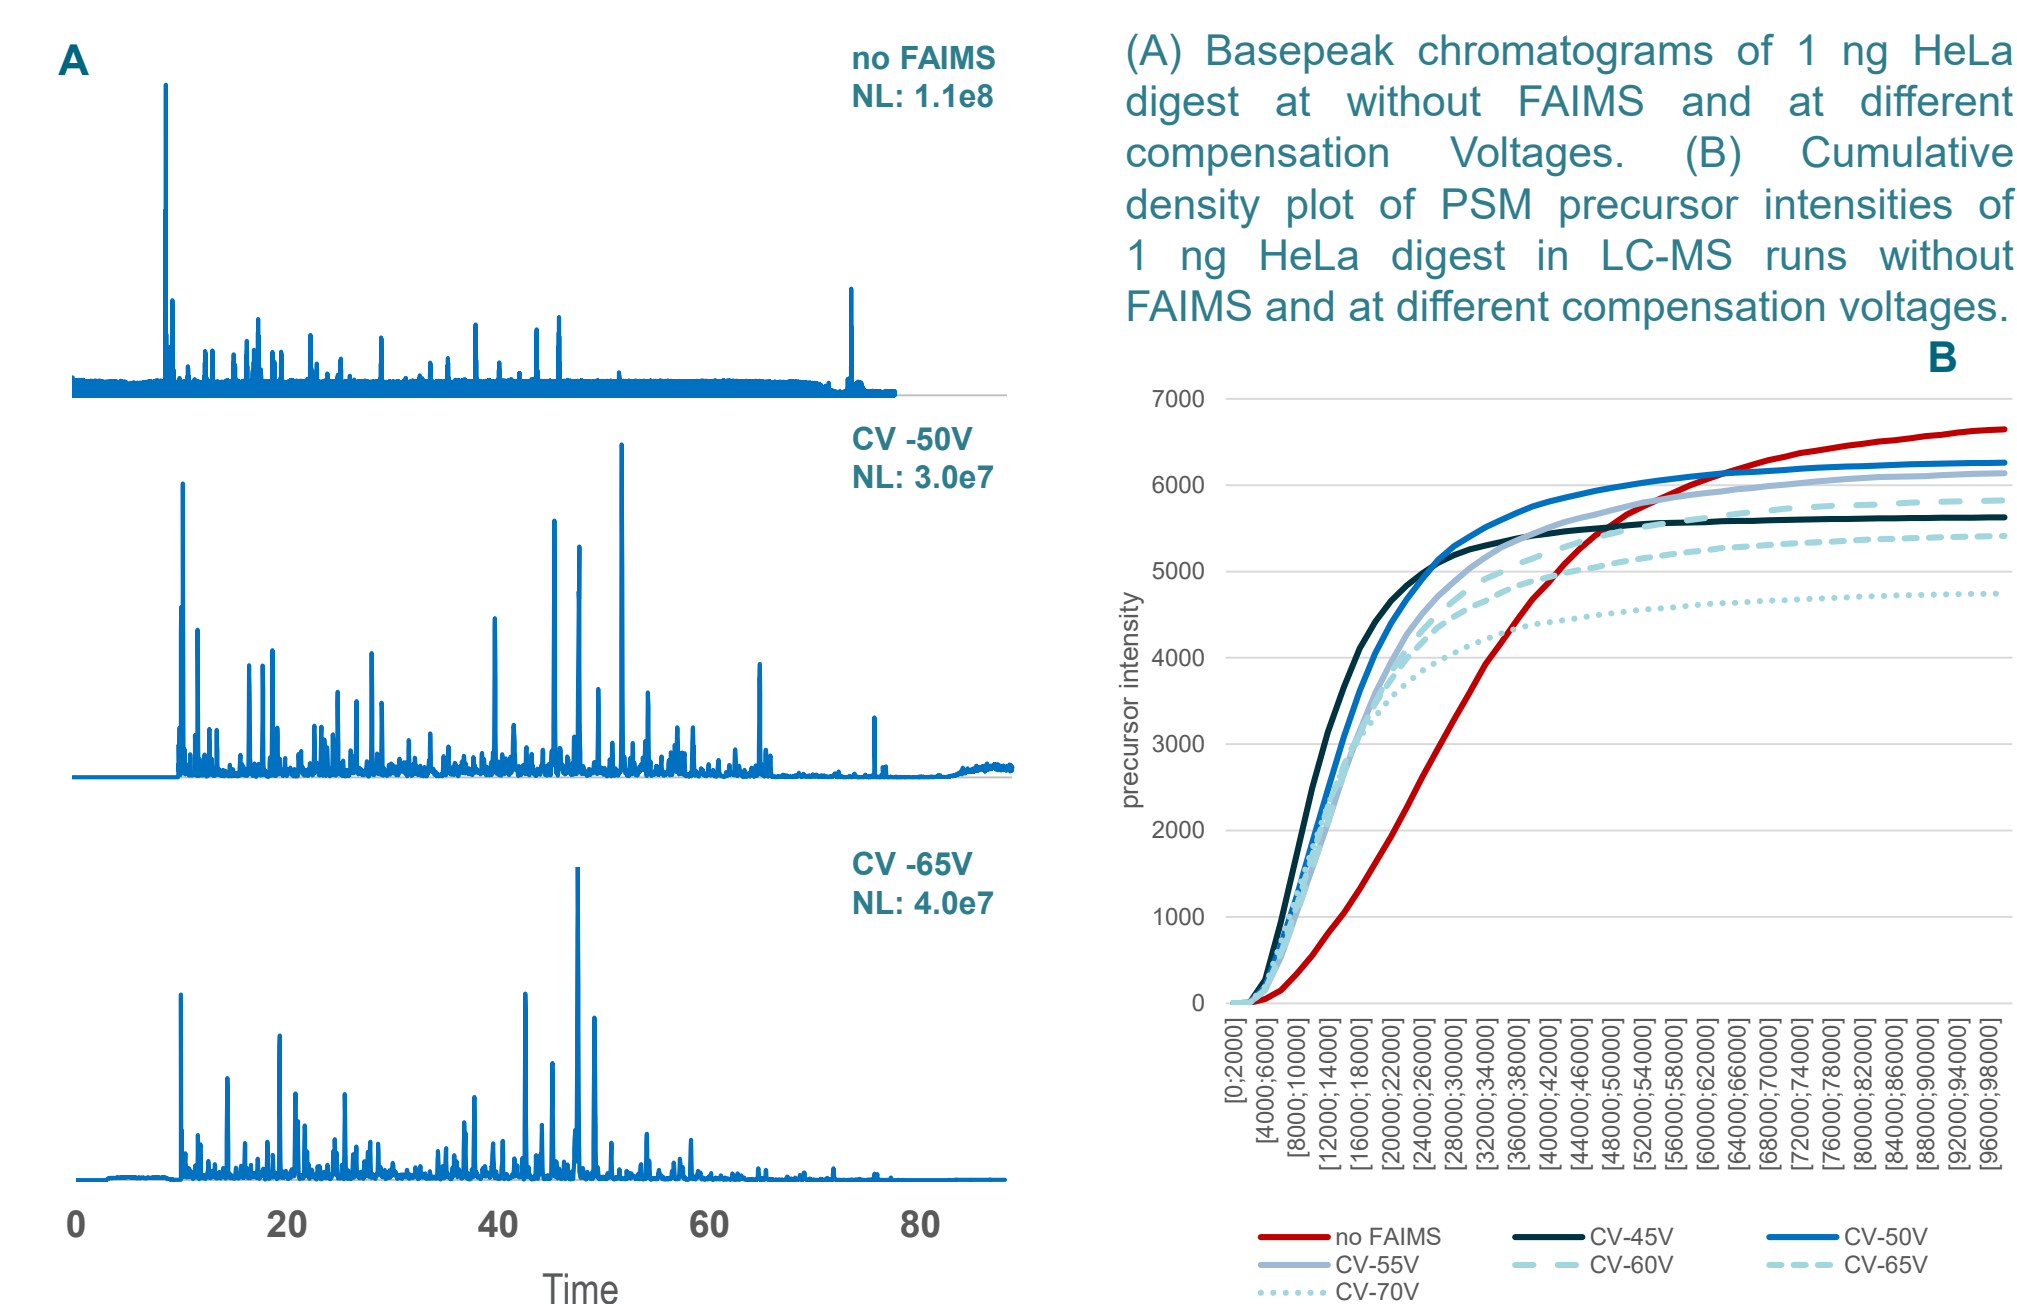 A
no FAIMS
NL: 1.1e8
CV -50V
NL: 3.0e7
CV -65V
NL: 4.0e7
0 20 40 60 80
Time
(A) Basepeak chromatograms of 1 ng HeLa
digest at without FAIMS and at different
compensation Voltages. (B) Cumulative
density plot of PSM precursor intensities of
1 ng HeLa digest in LC-MS runs without
FAIMS and at different compensation voltages.
B
7000
6000
5000
4000
3000
2000
1000
0
precursor intensity
[0;2000]
[4000;6000]
[8000;10000]
[12000;14000]
[16000;18000]
[20000;22000]
[24000;26000]
[28000;30000]
[32000;34000]
[36000;38000]
[40000;42000]
[44000;46000]
[48000;50000]
[52000;54000]
[56000;58000]
[60000;62000]
[64000;66000]
[68000;70000]
[72000;74000]
[76000;78000]
[80000;82000]
[84000;86000]
[88000;90000]
[92000;94000]
[96000;98000]
no FAIMS CV-45V CV-50V
CV-55V CV-60V CV-65V
CV-70V